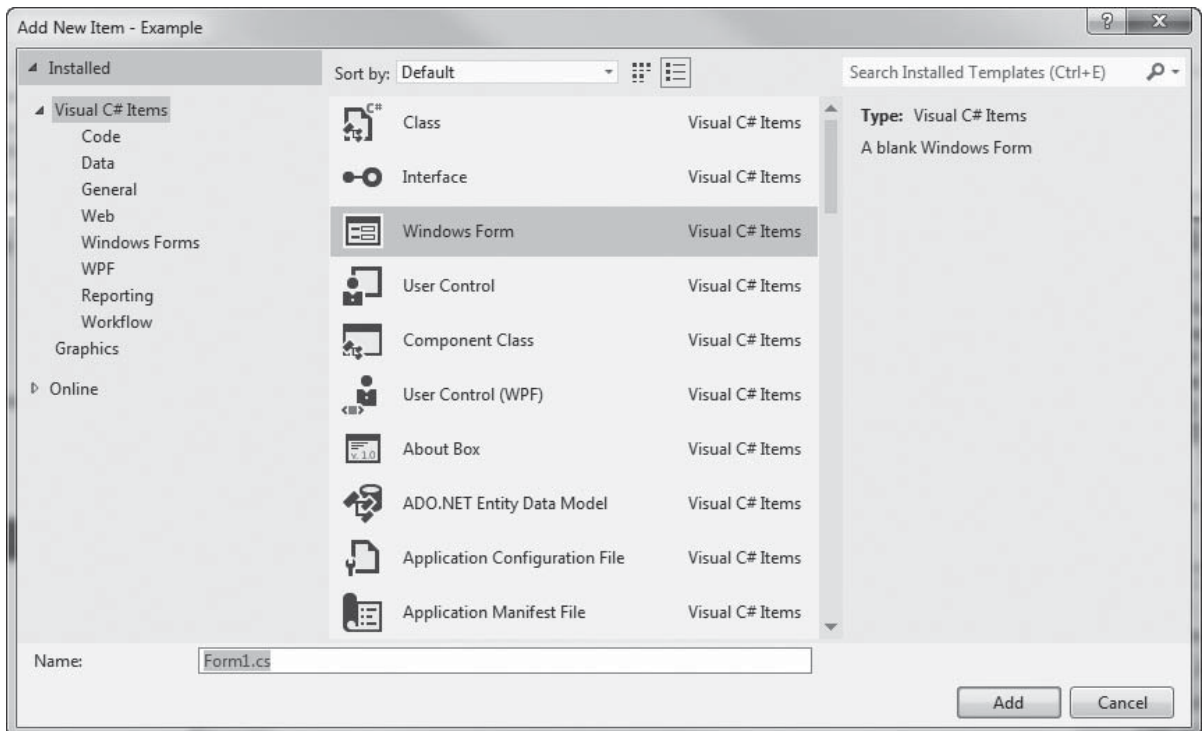 Add New Item - Example
Installed
Visual C# Items
Code
Data
General
Web
Windows Forms
WPF
Reporting
Workflow
Graphics
Online
Sort by: Default
C# Class Visual C# Items
Interface Visual C# Items
Windows Form Visual C# Items
User Control Visual C# Items
Component Class Visual C# Items
User Control (WPF) Visual C# Items
v. 1.0 About Box Visual C# Items
ADO.NET Entity Data Model Visual C# Items
Application Configuration File Visual C# Items
Application Manifest File Visual C# Items
Search Installed Templates (Ctrl+E)
Type: Visual C# Items
A blank Windows Form
Name: Form1.cs
Add Cancel